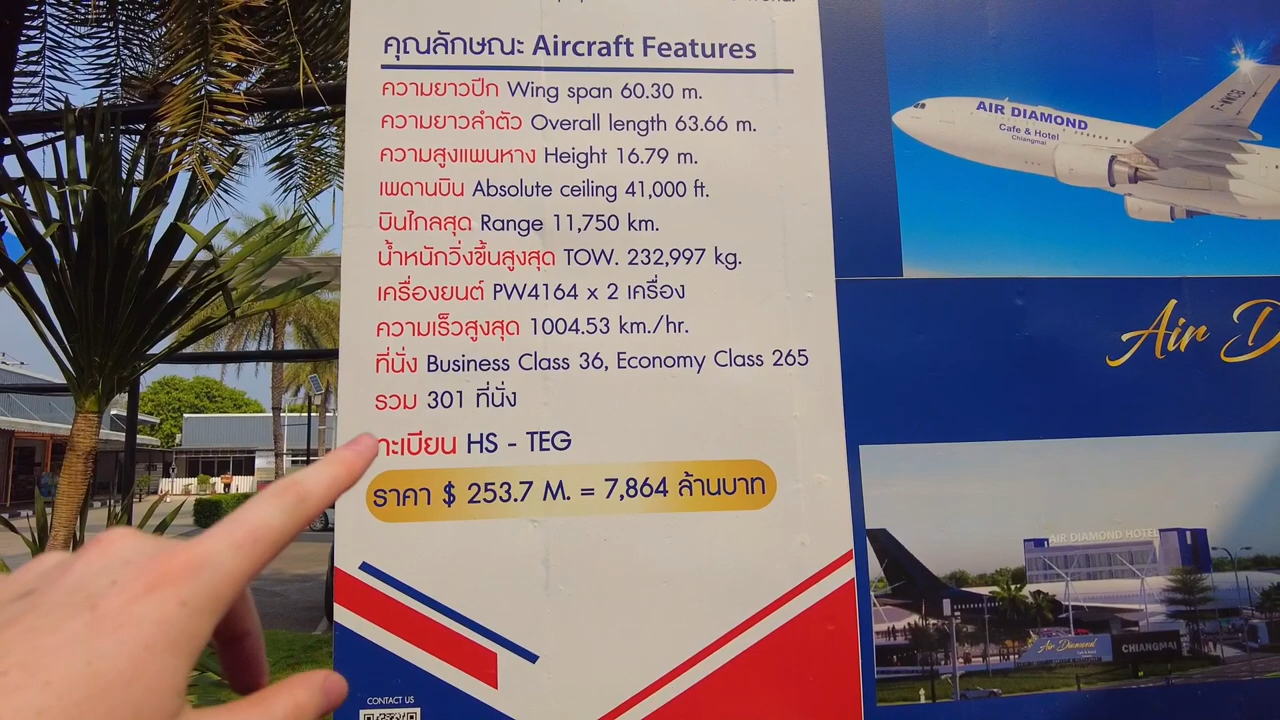 คุณลักษณะ Aircraft Features
ความยาวปีก Wing span 60.30 m.
ความยาวลำตัว Overall length 63.66 m.
ความสูงแพนหาง Height 16.79 m.
เพดานบิน Absolute ceiling 41,000 ft.
บินไกลสุด Range 11,750 km.
น้ำหนักวิ่งขึ้นสูงสุด TOW. 232,997 kg.
เครื่องยนต์ PW4164 x 2 เครื่อง
ความเร็วสูงสุด 1004.53 km./hr.
ที่นั่ง Business Class 36, Economy Class 265
รวม 301 ที่นั่ง
ทะเบียน HS - TEG
ราคา $ 253.7 M. = 7,864 ล้านบาท
CONTACT US
AIR DIAMOND
Cafe & Hotel
Chiangmai
F-WWCB
Air D
AIR DIAMOND HOTEL
Air Diamond
CHIANGMAI